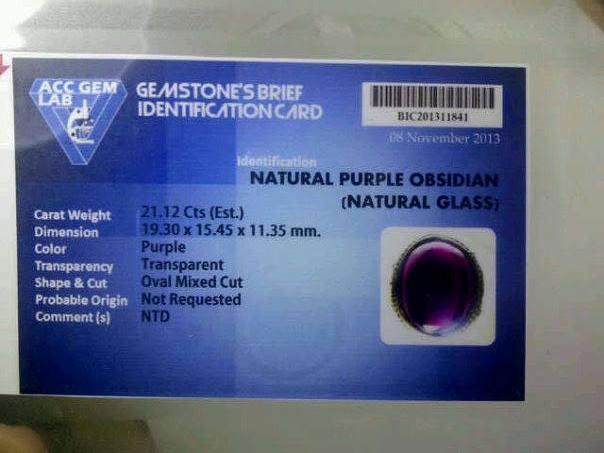 ACC GEM
LAB
GEMSTONE'S BRIEF
IDENTIFICATION CARD
BIC201311841
08 November 2013
Identification
NATURAL PURPLE OBSIDIAN
(NATURAL GLASS)
Carat Weight 21.12 Cts (Est.)
Dimension 19.30 x 15.45 x 11.35 mm.
Color Purple
Transparency Transparent
Shape & Cut Oval Mixed Cut
Probable Origin Not Requested
Comment (s) NTD